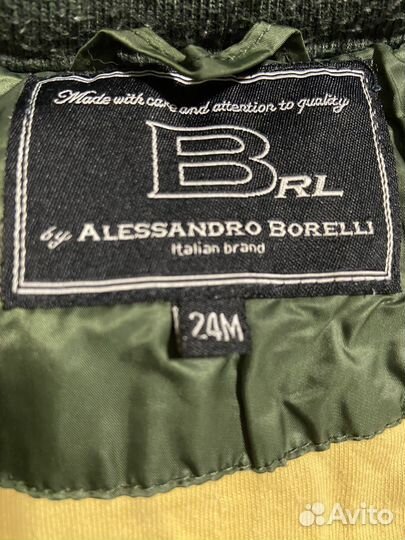 Made with care and attention to quality
BRL
by ALESSANDRO BORELLI
Italian brand
24M
Avito